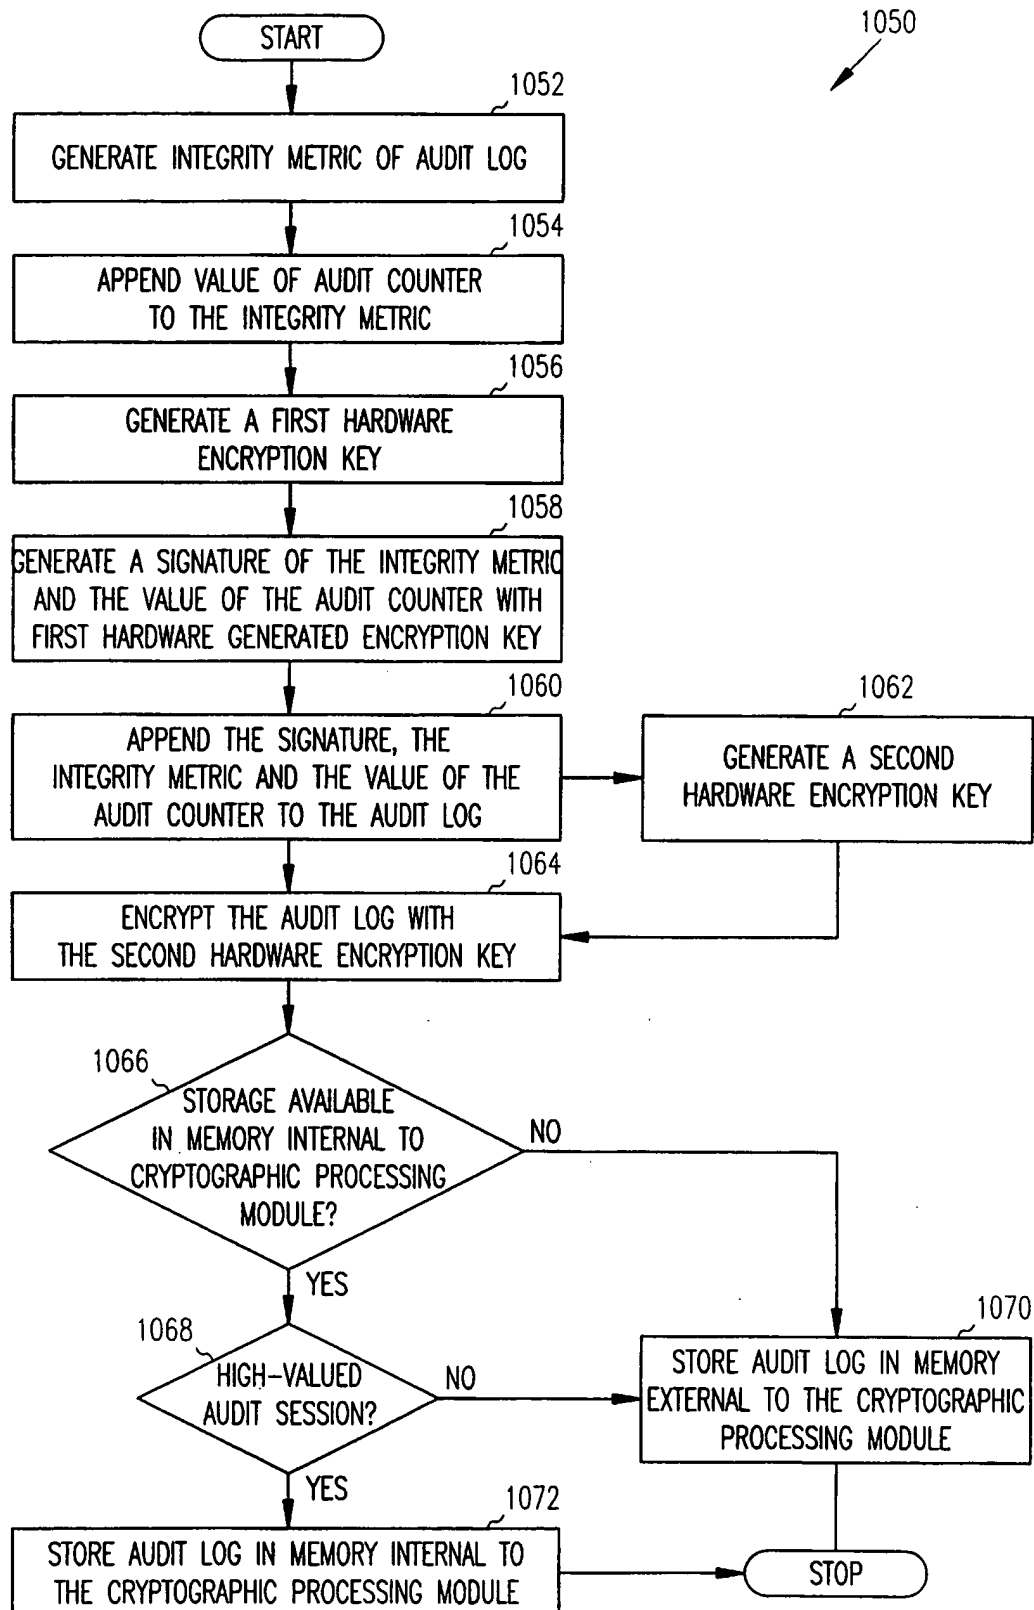 START
1050
1052
GENERATE INTEGRITY METRIC OF AUDIT LOG
1054
APPEND VALUE OF AUDIT COUNTER
TO THE INTEGRITY METRIC
1056
GENERATE A FIRST HARDWARE
ENCRYPTION KEY
1058
GENERATE A SIGNATURE OF THE INTEGRITY METRIC
AND THE VALUE OF THE AUDIT COUNTER WITH
FIRST HARDWARE GENERATED ENCRYPTION KEY
1060
APPEND THE SIGNATURE, THE
INTEGRITY METRIC AND THE VALUE OF THE
AUDIT COUNTER TO THE AUDIT LOG
1062
GENERATE A SECOND
HARDWARE ENCRYPTION KEY
1064
ENCRYPT THE AUDIT LOG WITH
THE SECOND HARDWARE ENCRYPTION KEY
1066
STORAGE AVAILABLE
IN MEMORY INTERNAL TO
CRYPTOGRAPHIC PROCESSING
MODULE?
NO
YES
1068
HIGH-VALUED
AUDIT SESSION?
NO
YES
1070
STORE AUDIT LOG IN MEMORY
EXTERNAL TO THE CRYPTOGRAPHIC
PROCESSING MODULE
1072
STORE AUDIT LOG IN MEMORY INTERNAL TO
THE CRYPTOGRAPHIC PROCESSING MODULE
STOP